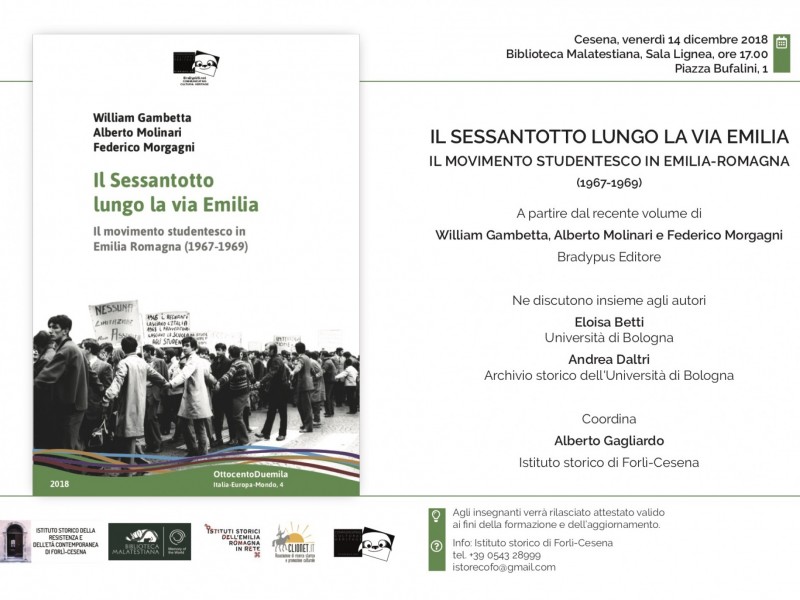 Cesena, venerdì 14 dicembre 2018
Biblioteca Malatestiana, Sala Lignea, ore 17.00
Piazza Bufalini, 1
William Gambetta
Alberto Molinari
Federico Morgagni
Il Sessantotto
lungo la via Emilia
Il movimento studentesco in
Emilia Romagna (1967-1969)
NESSUNA
LIMITAZIONE
2018
OttocentoDuemila
Italia-Europa-Mondo, 4
IL SESSANTOTTO LUNGO LA VIA EMILIA
IL MOVIMENTO STUDENTESCO IN EMILIA-ROMAGNA
(1967-1969)
A partire dal recente volume di
William Gambetta, Alberto Molinari e Federico Morgagni
Bradypus Editore
Ne discutono insieme agli autori
Eloisa Betti
Università di Bologna
Andrea Daltri
Archivio storico dell'Università di Bologna
Coordina
Alberto Gagliardo
Istituto storico di Forlì-Cesena
ISTITUTO STORICO DELLA
RESISTENZA E
DELL'ETÀ CONTEMPORANEA
DI FORLÌ-CESENA
BIBLIOTECA
MALATESTIANA
Memory of
the World
ISTITUTI STORICI
DELL'EMILIA
ROMAGNA
IN RETE
CLIONET.IT
Agli insegnanti verrà rilasciato attestato valido
ai fini della formazione e dell'aggiornamento.
Info: Istituto storico di Forlì-Cesena
tel. +39 0543 28999
istorecofo@gmail.com